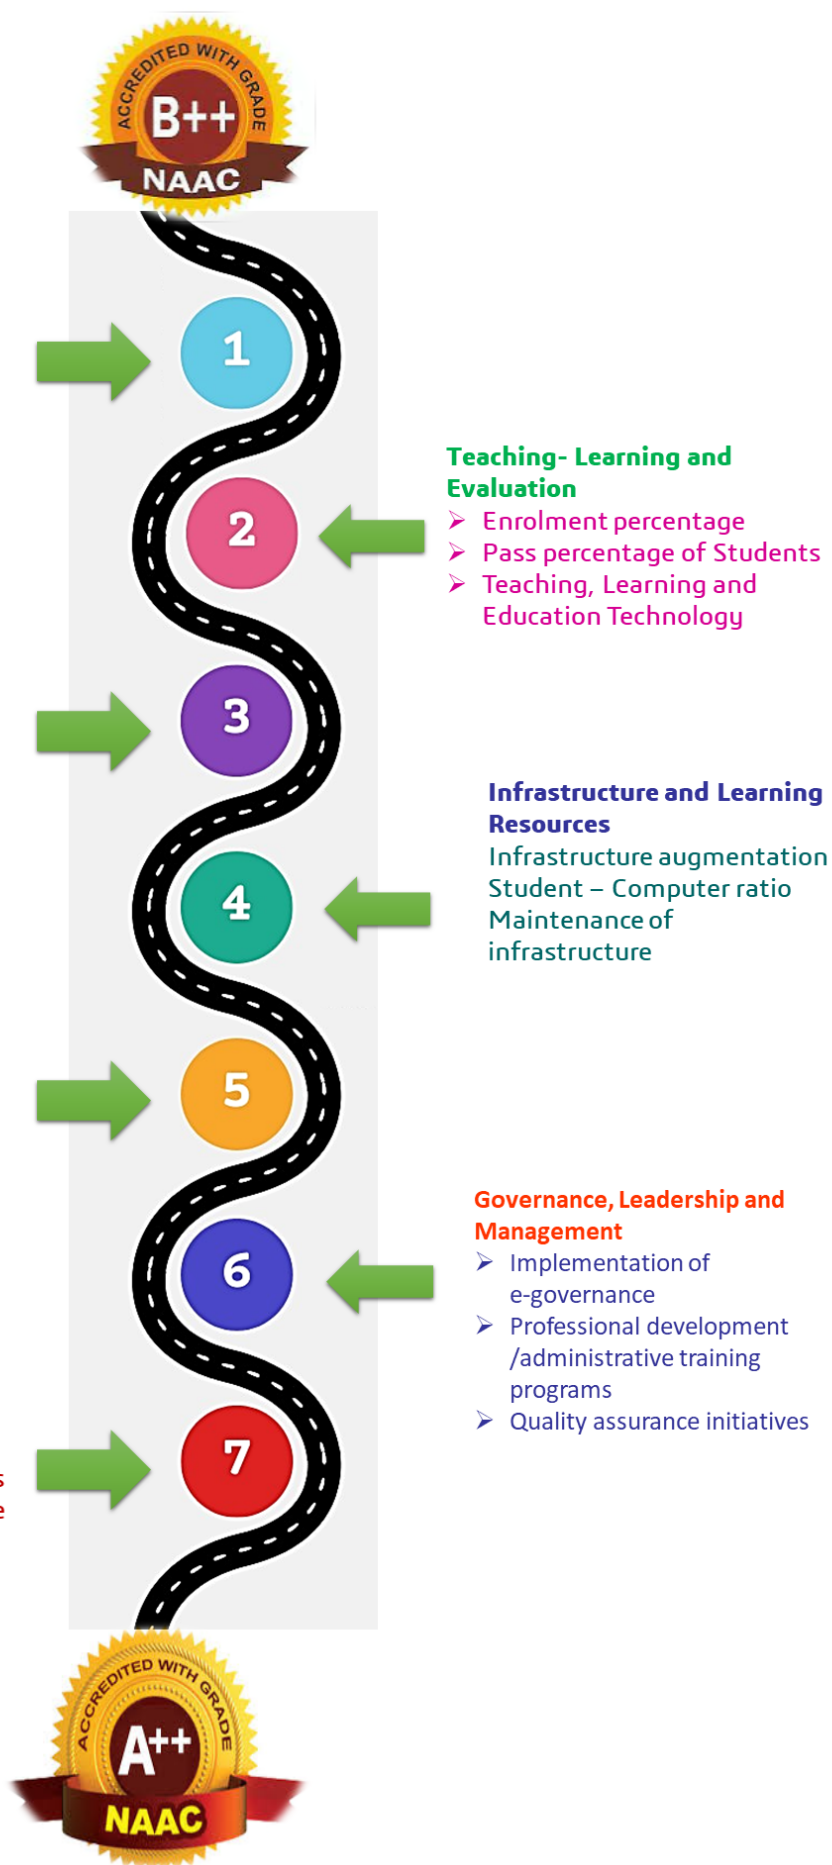 ACCREDITED WITH GRADE
B++
NAAC
1
Teaching- Learning and
Evaluation
➢ Enrolment percentage
2
➢ Pass percentage of Students
➢ Teaching, Learning and
Education Technology
3
Infrastructure and Learning
Resources
Infrastructure augmentation
Student – Computer ratio
4
Maintenance of
infrastructure
5
Governance, Leadership and
Management
➢ Implementation of
e-governance
6
➢ Professional development
/administrative training
programs
➢ Quality assurance initiatives
7
s
e
ACCREDITED WITH GRADE
A++
NAAC